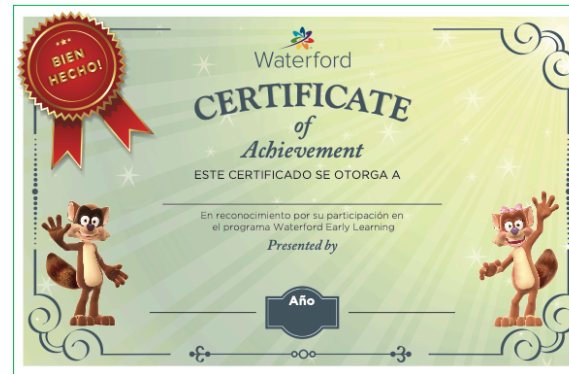 BIEN
HECHO!
Waterford
CERTIFICATE
of
Achievement
ESTE CERTIFICADO SE OTORGA A
En reconocimiento por su participación en
el programa Waterford Early Learning
Presented by
Año